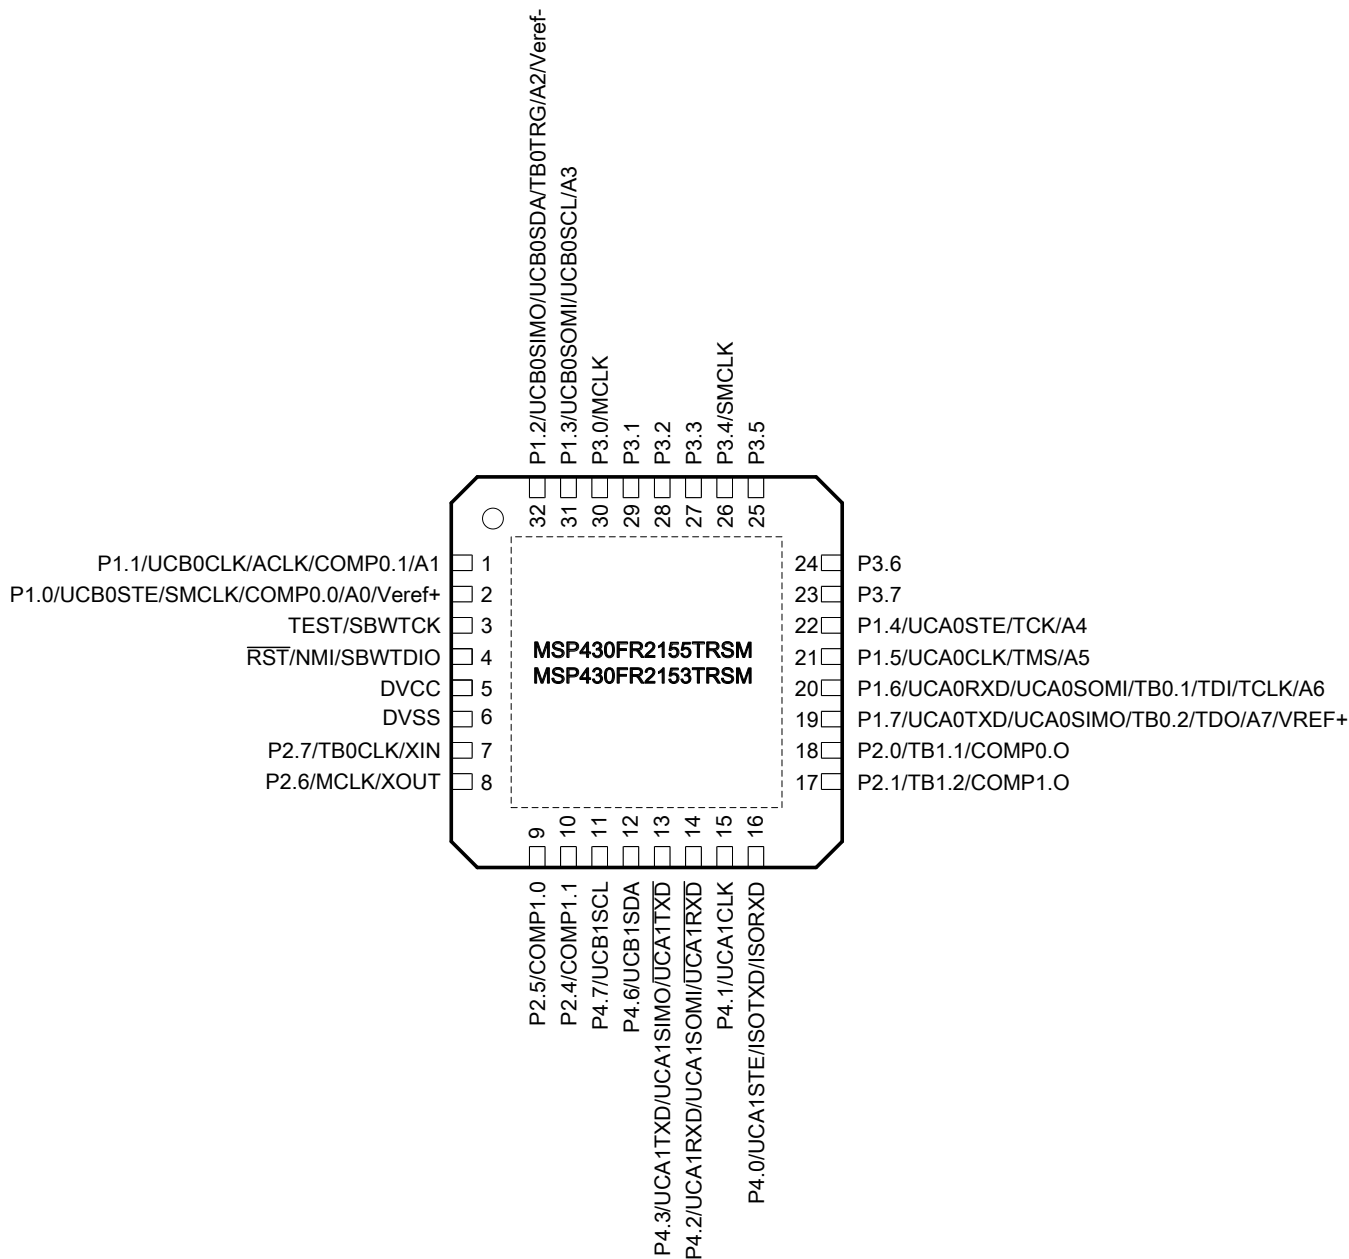 P1.2/UCB0SIMO/UCB0SDA/TB0TRG/A2/Veref-
P1.3/UCB0SOMI/UCB0SCL/A3
P3.0/MCLK
P3.1
P3.2
P3.3
P3.4/SMCLK
P3.5
32
31
30
29
28
27
26
25
P1.1/UCB0CLK/ACLK/COMP0.1/A1 1
P1.0/UCB0STE/SMCLK/COMP0.0/A0/Veref+ 2
TEST/SBWTCK 3
R̅S̅T̅/NMI/SBWTDIO 4
DVCC 5
DVSS 6
P2.7/TB0CLK/XIN 7
P2.6/MCLK/XOUT 8
MSP430FR2155TRSM
MSP430FR2153TRSM
24 P3.6
23 P3.7
22 P1.4/UCA0STE/TCK/A4
21 P1.5/UCA0CLK/TMS/A5
20 P1.6/UCA0RXD/UCA0SOMI/TB0.1/TDI/TCLK/A6
19 P1.7/UCA0TXD/UCA0SIMO/TB0.2/TDO/A7/VREF+
18 P2.0/TB1.1/COMP0.O
17 P2.1/TB1.2/COMP1.O
9
10
11
12
13
14
15
16
P2.5/COMP1.0
P2.4/COMP1.1
P4.7/UCB1SCL
P4.6/UCB1SDA
P4.3/UCA1TXD/UCA1SIMO/U̅C̅A̅1̅T̅X̅D̅
P4.2/UCA1RXD/UCA1SOMI/U̅C̅A̅1̅R̅X̅D̅
P4.1/UCA1CLK
P4.0/UCA1STE/ISOTXD/ISORXD